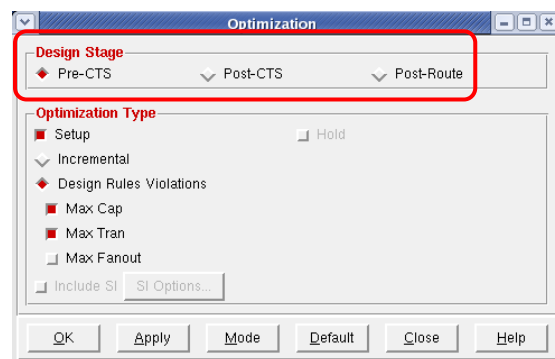 Optimization
Design Stage
Pre-CTS Post-CTS Post-Route
Optimization Type
Setup Hold
Incremental
Design Rules Violations
Max Cap
Max Tran
Max Fanout
Include SI SI Options...
OK Apply Mode Default Close Help